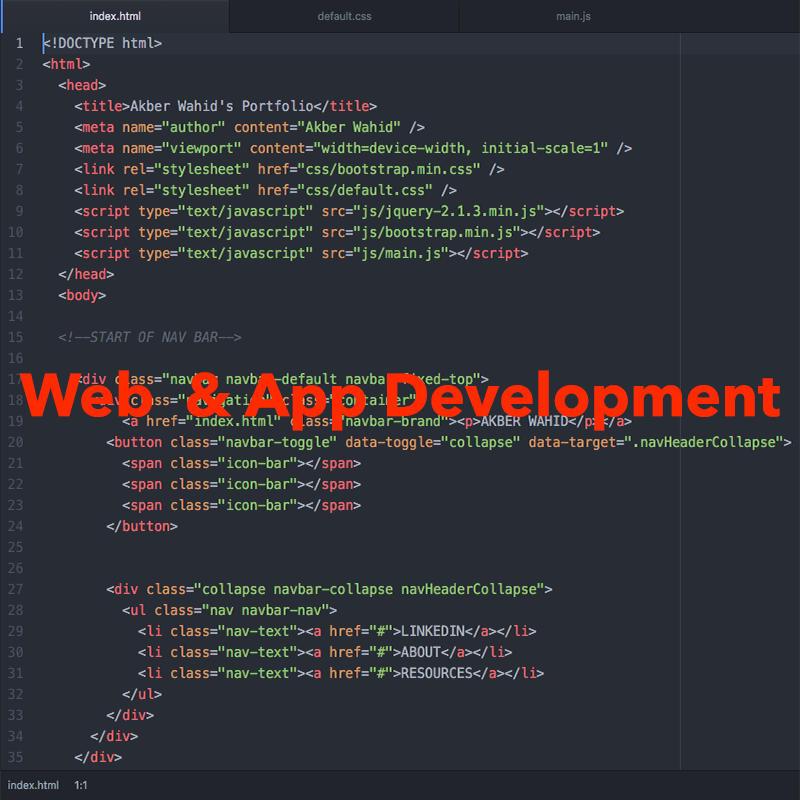 index.html default.css main.js
1 <!DOCTYPE html>
2 <html>
3 <head>
4 <title>Akber Wahid's Portfolio</title>
5 <meta name="author" content="Akber Wahid" />
6 <meta name="viewport" content="width=device-width, initial-scale=1" />
7 <link rel="stylesheet" href="css/bootstrap.min.css" />
8 <link rel="stylesheet" href="css/default.css" />
9 <script type="text/javascript" src="js/jquery-2.1.3.min.js"></script>
10 <script type="text/javascript" src="js/bootstrap.min.js"></script>
11 <script type="text/javascript" src="js/main.js"></script>
12 </head>
13 <body>
14
15 <!--START OF NAV BAR-->
16
17 <div class="navbar navbar-default navbar-fixed-top">
Web & App Development
18 class="navigation" class="container"
19 <a href="index.html" class="navbar-brand"><p>AKBER WAHID</p></a>
20 <button class="navbar-toggle" data-toggle="collapse" data-target=".navHeaderCollapse">
21 <span class="icon-bar"></span>
22 <span class="icon-bar"></span>
23 <span class="icon-bar"></span>
24 </button>
25
26
27 <div class="collapse navbar-collapse navHeaderCollapse">
28 <ul class="nav navbar-nav">
29 <li class="nav-text"><a href="#">LINKEDIN</a></li>
30 <li class="nav-text"><a href="#">ABOUT</a></li>
31 <li class="nav-text"><a href="#">RESOURCES</a></li>
32 </ul>
33 </div>
34 </div>
35 </div>
index.html 1:1